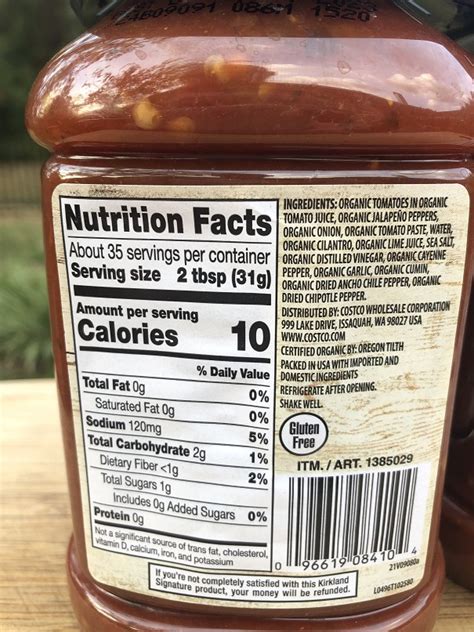 Nutrition Facts
About 35 servings per container
Serving size 2 tbsp (31g)
Amount per serving
Calories 10
% Daily Value
Total Fat 0g 0%
Saturated Fat 0g 0%
Sodium 120mg 5%
Total Carbohydrate 2g 1%
Dietary Fiber <1g 2%
Total Sugars 1g
Includes 0g Added Sugars 0%
Protein 0g
Not a significant source of trans fat, cholesterol,
vitamin D, calcium, iron, and potassium
INGREDIENTS: ORGANIC TOMATOES IN ORGANIC
TOMATO JUICE, ORGANIC JALAPEÑO PEPPERS,
ORGANIC ONION, ORGANIC TOMATO PASTE, WATER,
ORGANIC CILANTRO, ORGANIC LIME JUICE, SEA SALT,
ORGANIC DISTILLED VINEGAR, ORGANIC CAYENNE
PEPPER, ORGANIC GARLIC, ORGANIC CUMIN,
ORGANIC DRIED ANCHO CHILE PEPPER, ORGANIC
DRIED CHIPOTLE PEPPER.
DISTRIBUTED BY: COSTCO WHOLESALE CORPORATION
999 LAKE DRIVE, ISSAQUAH, WA 98027 USA
WWW.COSTCO.COM
CERTIFIED ORGANIC BY: OREGON TILTH
PACKED IN USA WITH IMPORTED AND
DOMESTIC INGREDIENTS
REFRIGERATE AFTER OPENING.
SHAKE WELL.
Gluten
Free
ITM. / ART. 1385029
0 96619 08410 4
21V09080a
L0496T102580
If you're not completely satisfied with this Kirkland
Signature product, your money will be refunded.